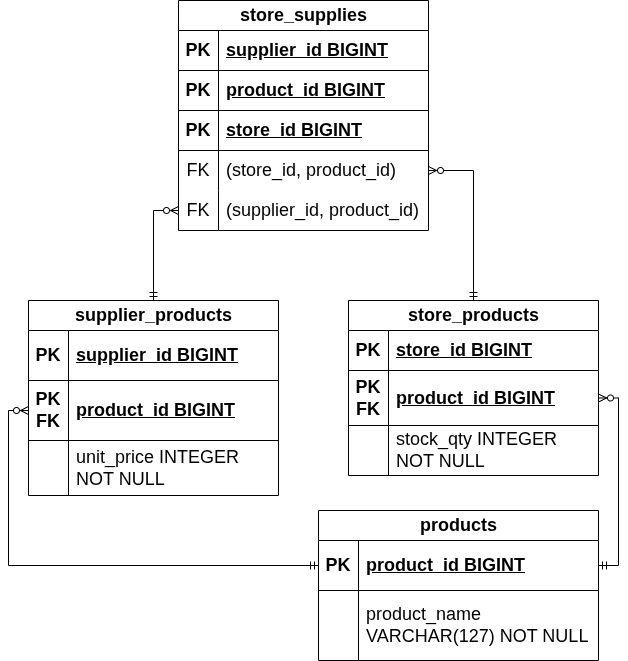 store_supplies
PK supplier_id BIGINT
PK product_id BIGINT
PK store_id BIGINT
FK (store_id, product_id)
FK (supplier_id, product_id)
supplier_products
PK supplier_id BIGINT
PK
FK product_id BIGINT
unit_price INTEGER
NOT NULL
store_products
PK store_id BIGINT
PK
FK product_id BIGINT
stock_qty INTEGER
NOT NULL
products
PK product_id BIGINT
product_name
VARCHAR(127) NOT NULL